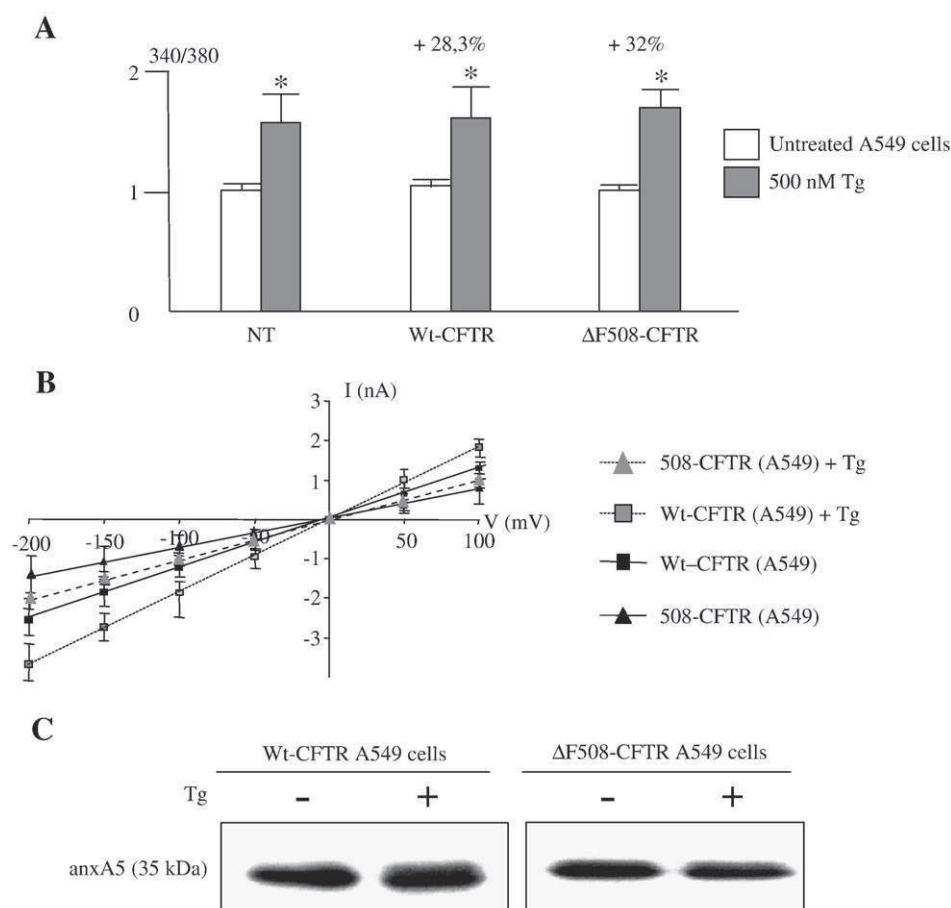 A
340/380
+ 28,3%
+ 32%
2
*
*
*
1
0
Untreated A549 cells
500 nM Tg
NT
Wt-CFTR
ΔF508-CFTR
B
I (nA)
3
2
1
V (mV)
-200
-150
-100
50
100
-1
-2
-3
508-CFTR (A549) + Tg
Wt-CFTR (A549) + Tg
Wt–CFTR (A549)
508-CFTR (A549)
C
Wt-CFTR A549 cells
ΔF508-CFTR A549 cells
Tg
-
+
-
+
anxA5 (35 kDa)